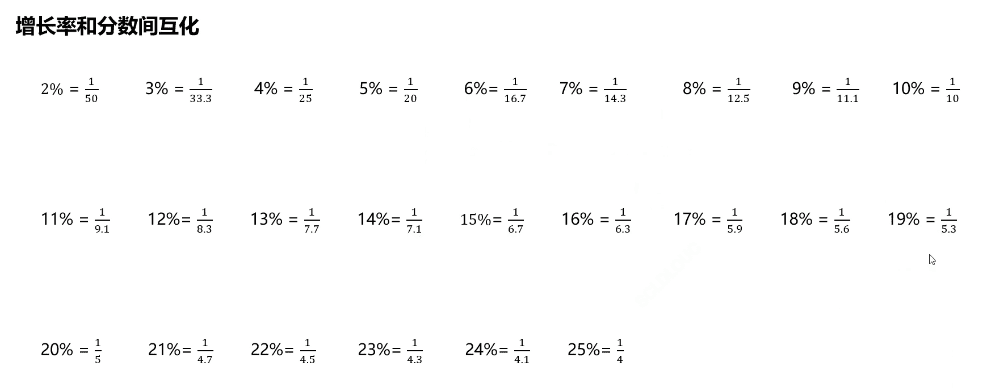 增长率和分数间互化
2% = 1/50 3% = 1/33.3 4% = 1/25 5% = 1/20 6%= 1/16.7 7% = 1/14.3 8% = 1/12.5 9% = 1/11.1 10% = 1/10
11% = 1/9.1 12%= 1/8.3 13% = 1/7.7 14%= 1/7.1 15%= 1/6.7 16% = 1/6.3 17% = 1/5.9 18% = 1/5.6 19% = 1/5.3
20% = 1/5 21%= 1/4.7 22%= 1/4.5 23%= 1/4.3 24%= 1/4.1 25%= 1/4